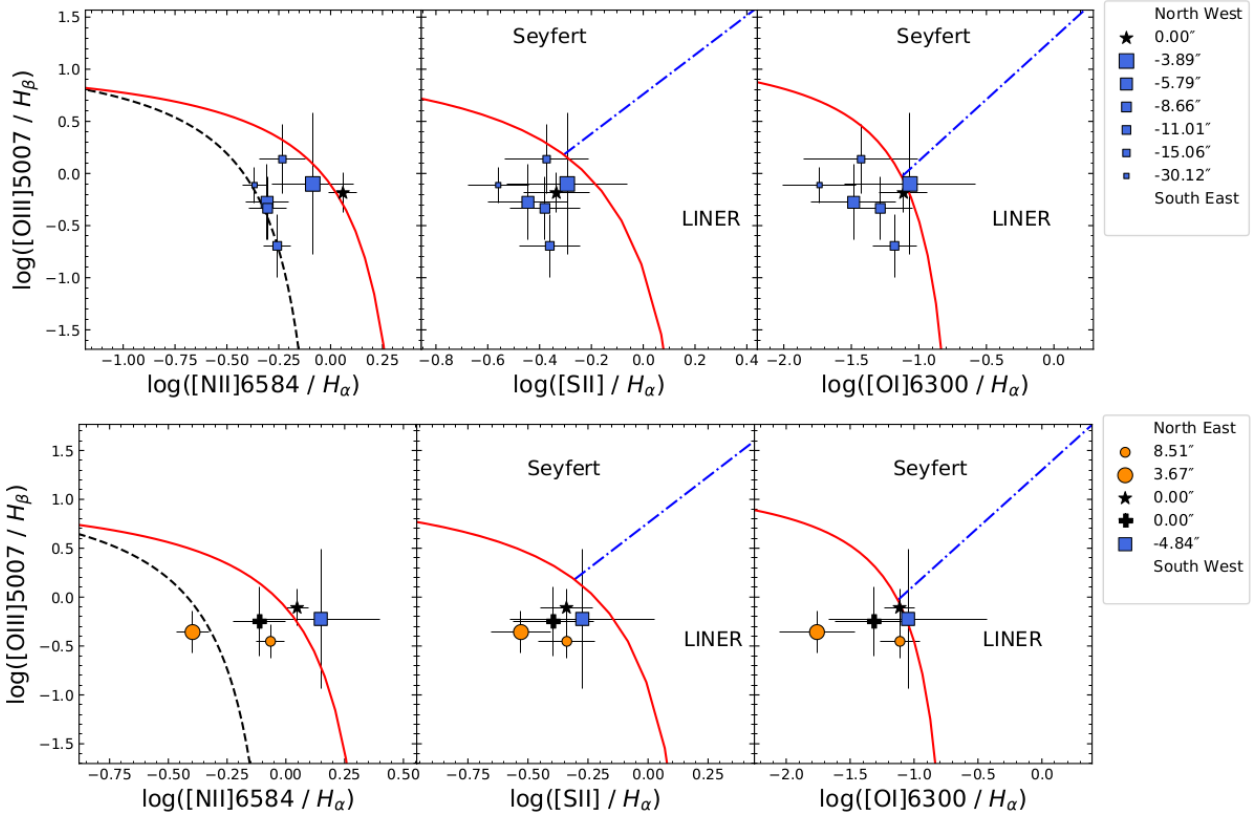 log([OIII]5007 / Hβ)
1.5
1.0
0.5
0.0
−0.5
−1.0
−1.5
Seyfert
LINER
Seyfert
LINER
−1.00 −0.75 −0.50 −0.25 0.00 0.25
−0.8 −0.6 −0.4 −0.2 0.0 0.2 0.4
−2.0 −1.5 −1.0 −0.5 0.0
log([NII]6584 / Hα)
log([SII] / Hα)
log([OI]6300 / Hα)
North West
0.00″
-3.89″
-5.79″
-8.66″
-11.01″
-15.06″
-30.12″
South East
log([OIII]5007 / Hβ)
1.5
1.0
0.5
0.0
−0.5
−1.0
−1.5
Seyfert
LINER
Seyfert
LINER
−0.75 −0.50 −0.25 0.00 0.25 0.50
−0.75 −0.50 −0.25 0.00 0.25
−2.0 −1.5 −1.0 −0.5 0.0
log([NII]6584 / Hα)
log([SII] / Hα)
log([OI]6300 / Hα)
North East
8.51″
3.67″
0.00″
0.00″
-4.84″
South West